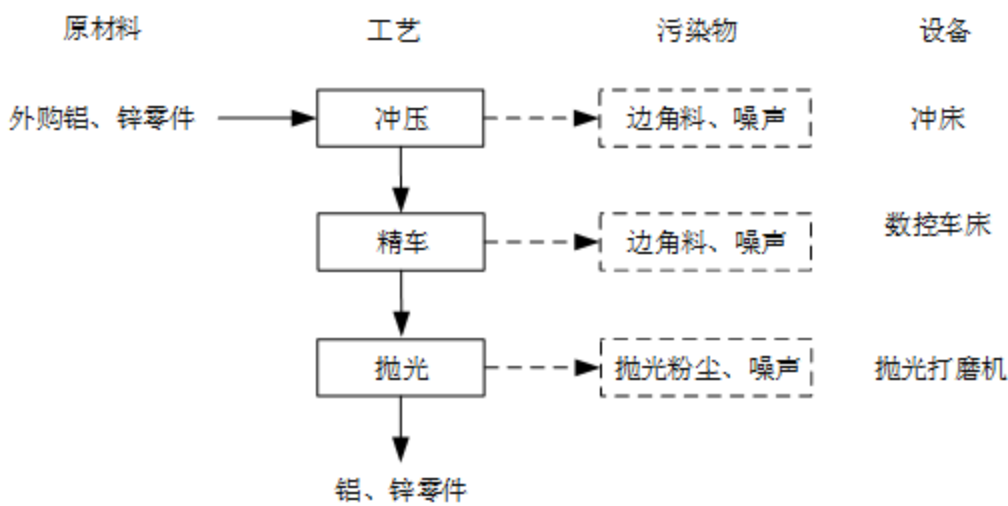 原材料 工艺 污染物 设备
外购铝、锌零件 冲压 边角料、噪声 冲床
精车 边角料、噪声 数控车床
抛光 抛光粉尘、噪声 抛光打磨机
铝、锌零件